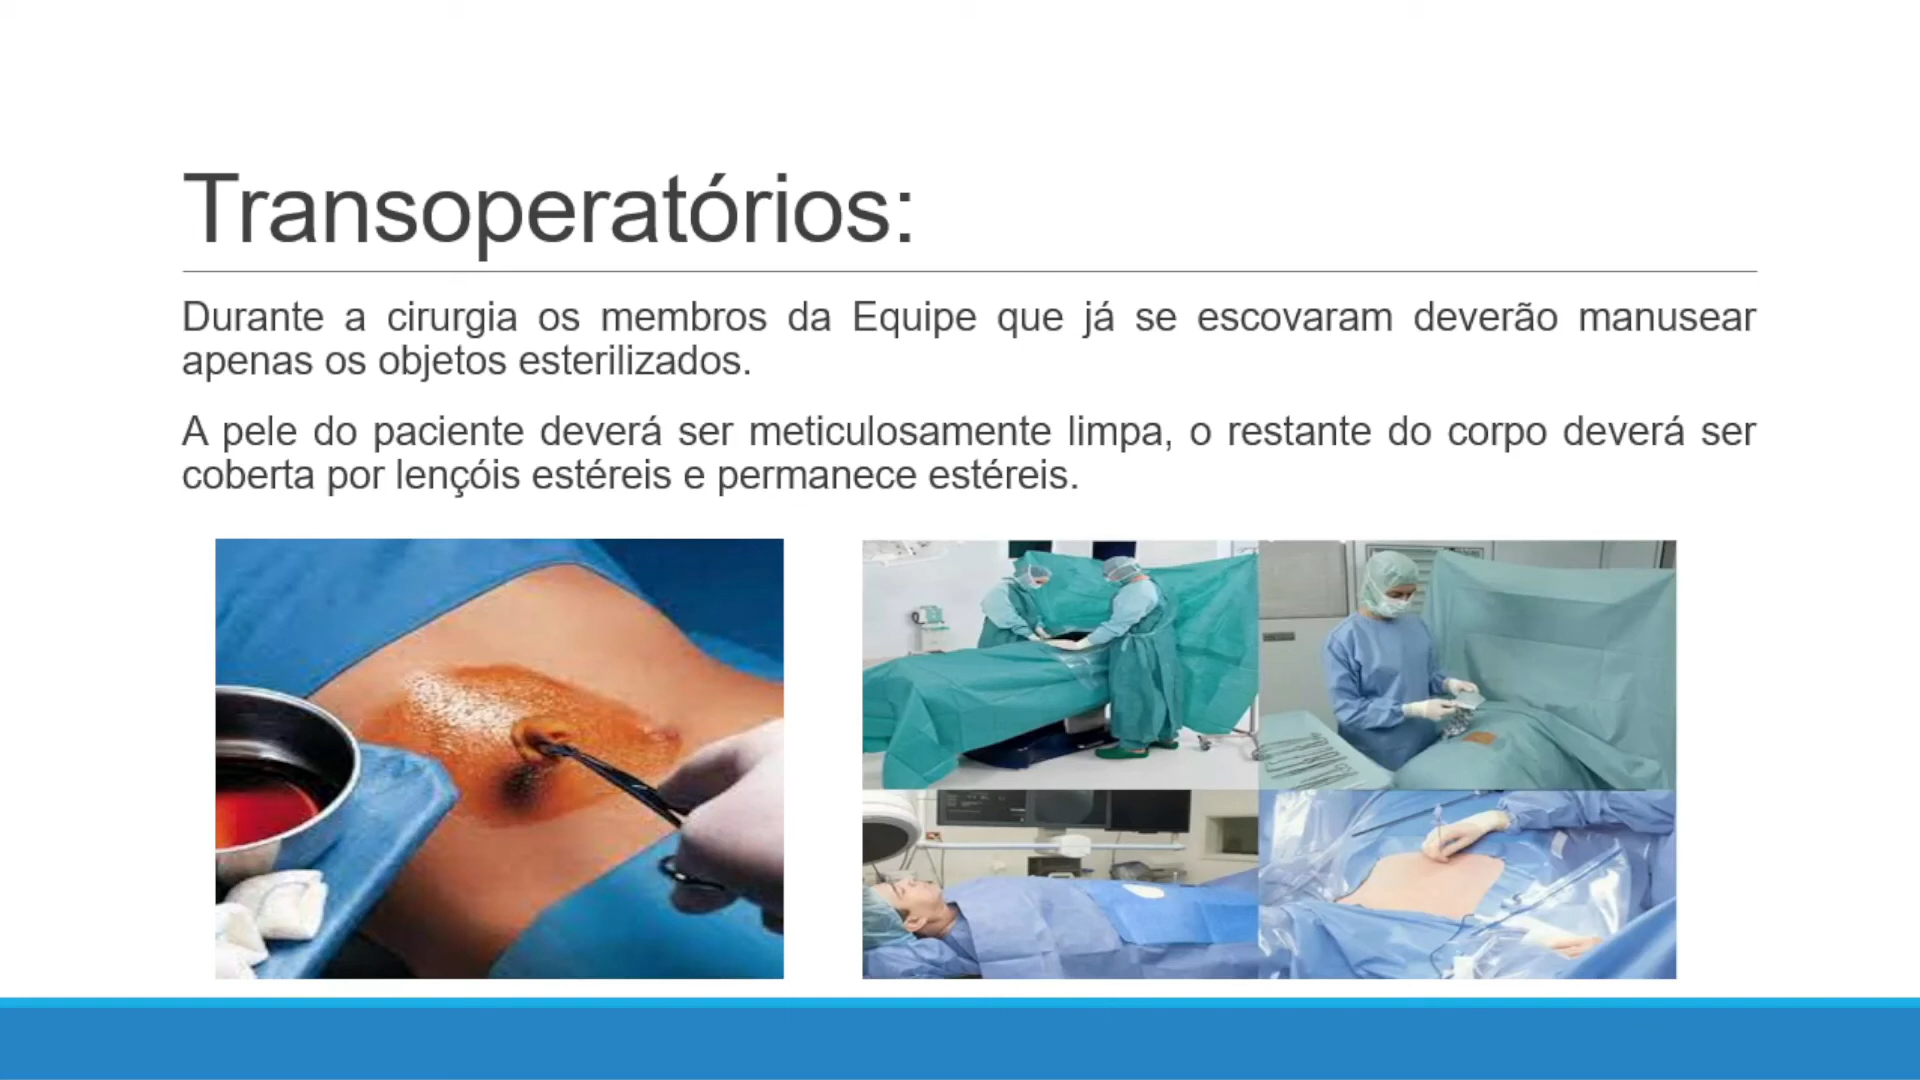 Transoperatórios:
Durante a cirurgia os membros da Equipe que já se escovaram deverão manusear
apenas os objetos esterilizados.
A pele do paciente deverá ser meticulosamente limpa, o restante do corpo deverá ser
coberta por lençóis estéreis e permanece estéreis.